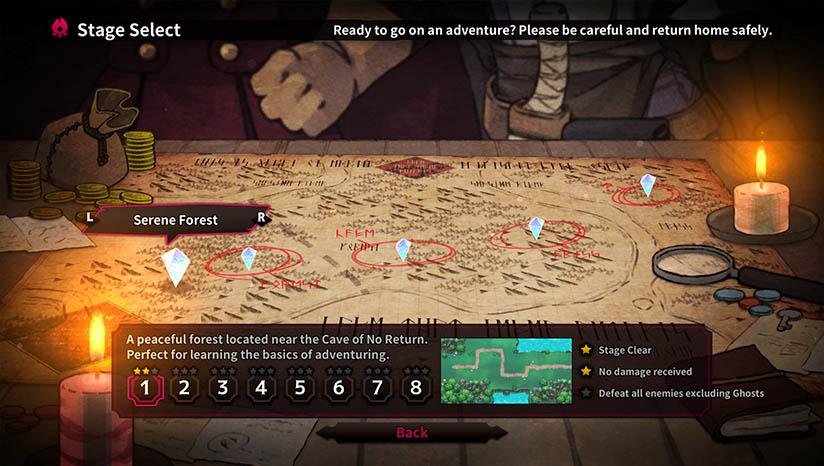 Stage Select
Ready to go on an adventure? Please be careful and return home safely.
L
Serene Forest
R
A peaceful forest located near the Cave of No Return.
Perfect for learning the basics of adventuring.
1 2 3 4 5 6 7 8
Stage Clear
No damage received
Defeat all enemies excluding Ghosts
Back